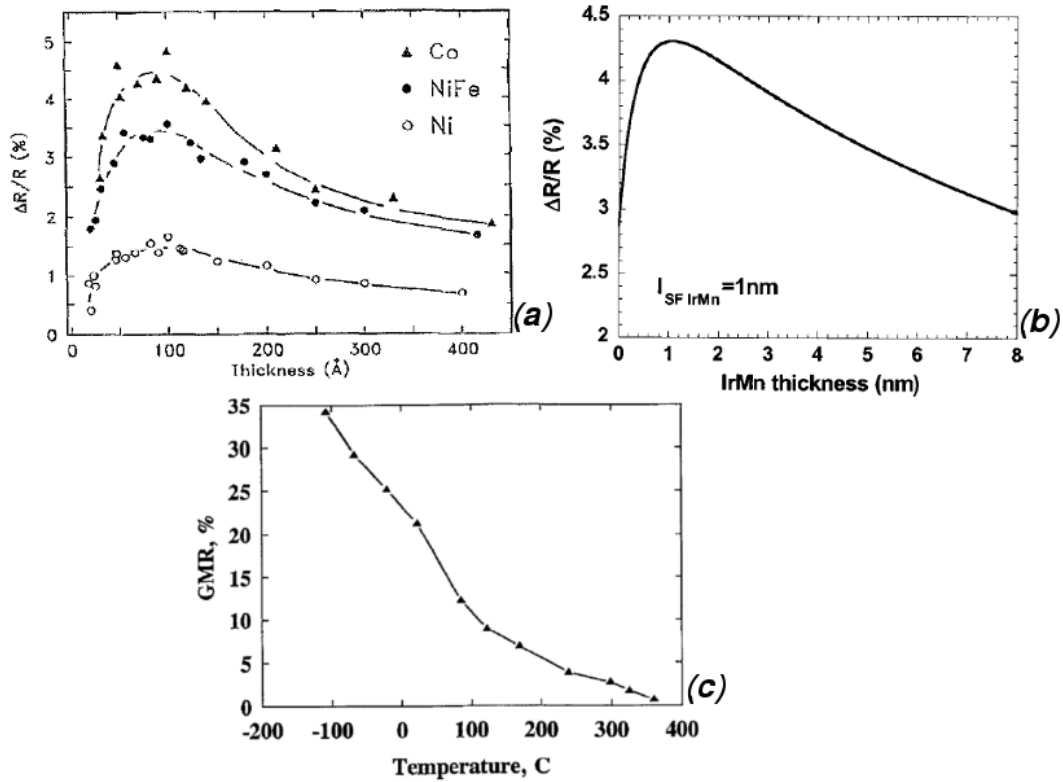 5
4
3
2
1
0
ΔR/R (%)
Co
NiFe
Ni
0 100 200 300 400
Thickness (Å)
(a)
4.5
4
3.5
3
2.5
2
ΔR/R (%)
l SF IrMn =1nm
0 1 2 3 4 5 6 7 8
IrMn thickness (nm)
(b)
35
30
25
20
15
10
5
0
GMR, %
-200 -100 0 100 200 300 400
Temperature, C
(c)